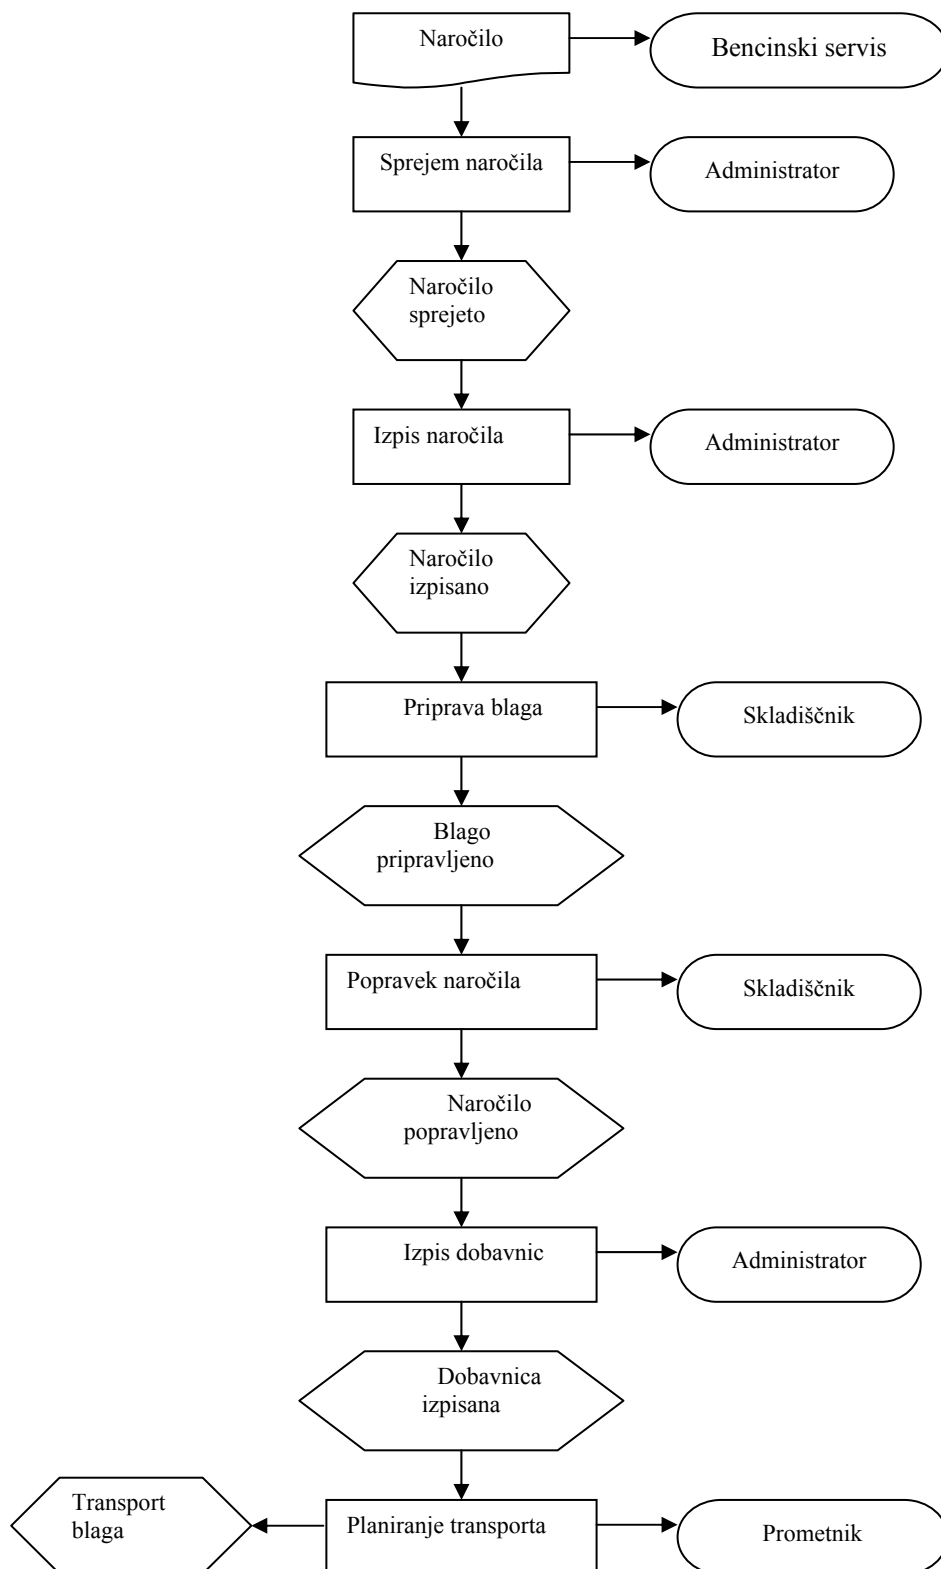 Naročilo
Bencinski servis
Sprejem naročila
Administrator
Naročilo
sprejeto
Izpis naročila
Administrator
Naročilo
izpisano
Priprava blaga
Skladiščnik
Blago
pripravljeno
Popravek naročila
Skladiščnik
Naročilo
popravljeno
Izpis dobavnic
Administrator
Dobavnica
izpisana
Transport
blaga
Planiranje transporta
Prometnik